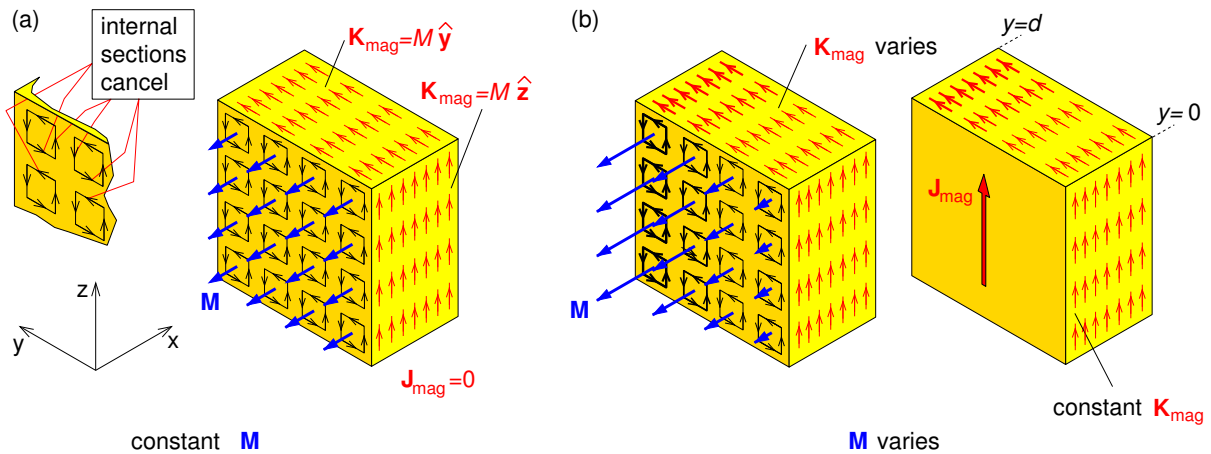 (a)
internal
sections
cancel
K_mag=M ŷ
K_mag=M ẑ
M
J_mag=0
z
y
x
constant M
(b)
K_mag varies
y=d
y=0
J_mag
M
constant K_mag
M varies